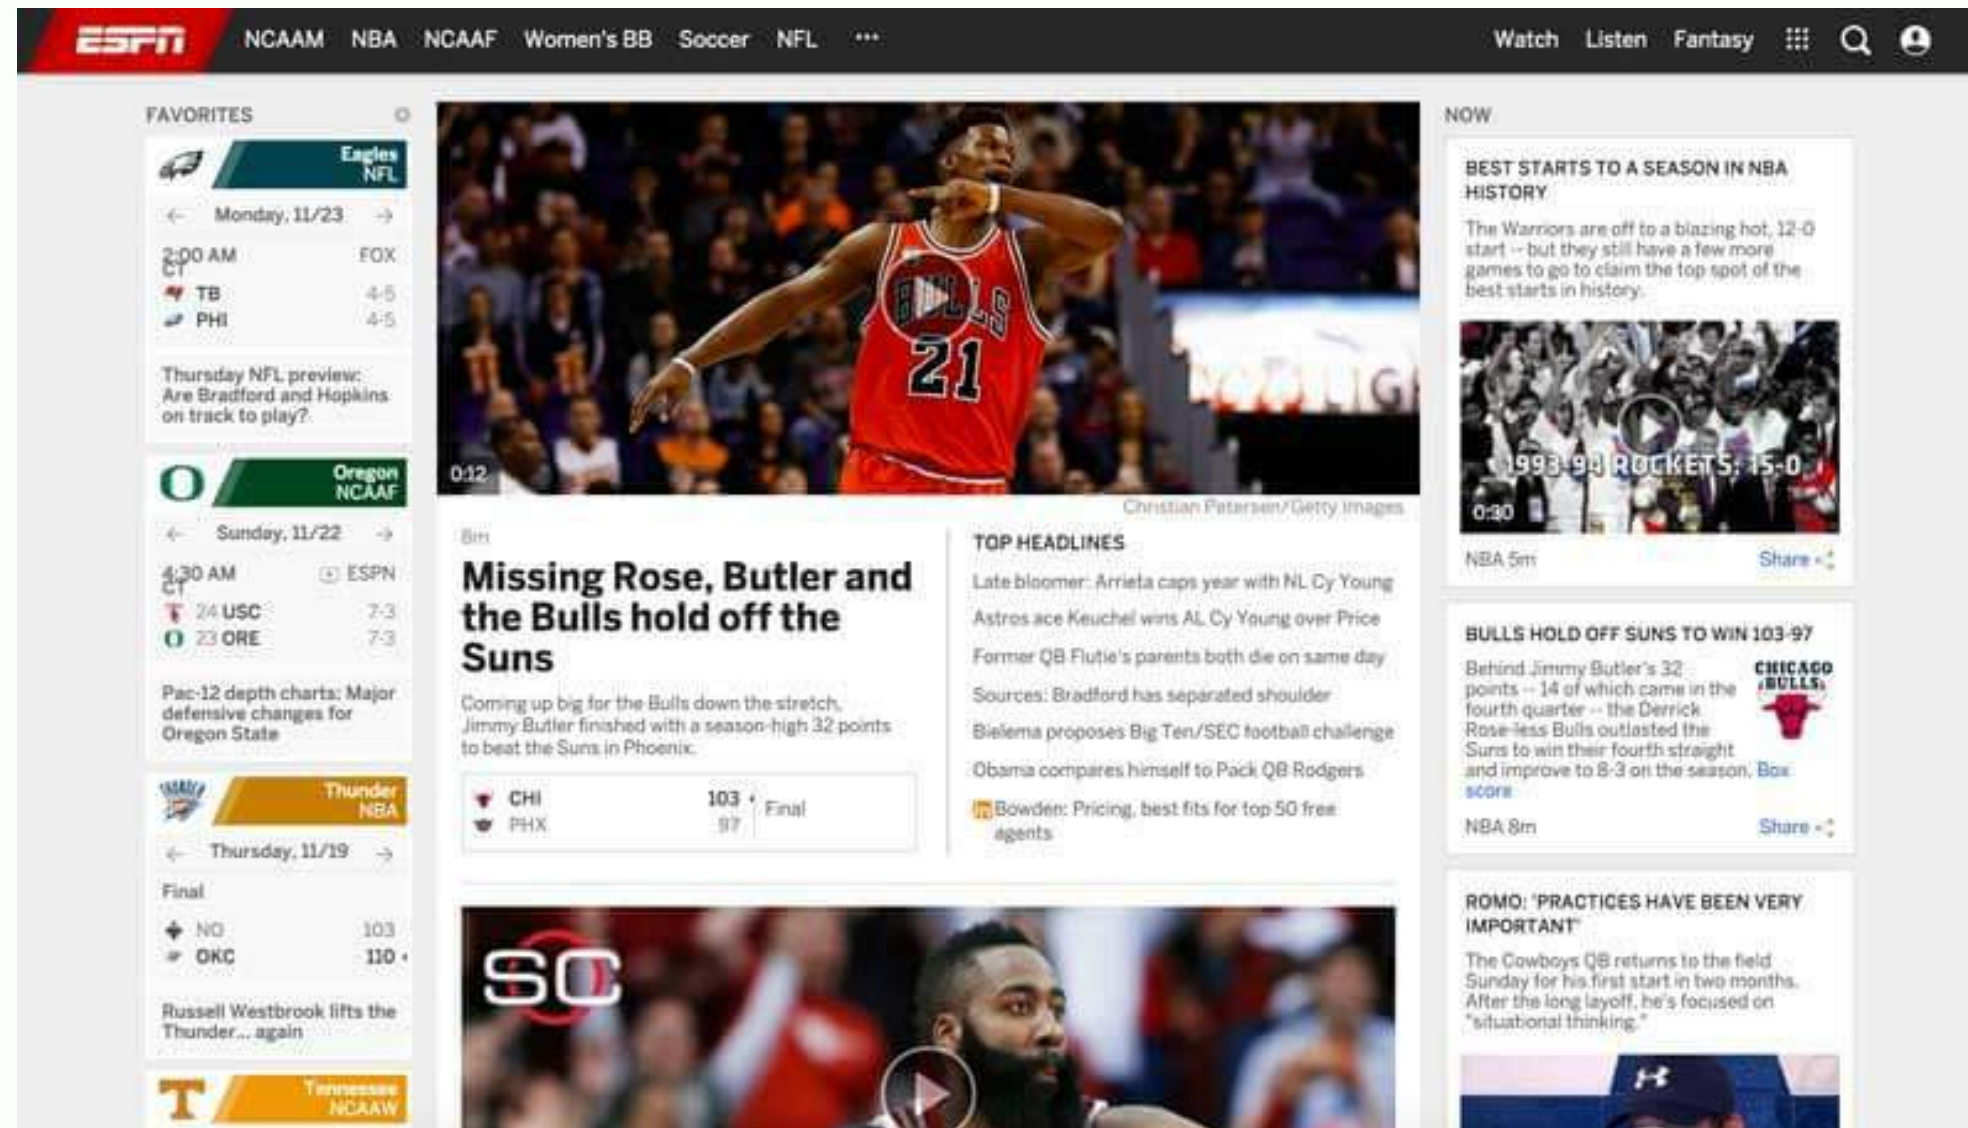 ESPN NCAAM NBA NCAAF Women's BB Soccer NFL ••• Watch Listen Fantasy
FAVORITES
Eagles
NFL
← Monday, 11/23 →
2:00 AM FOX
CT
TB 4-5
PHI 4-5
Thursday NFL preview:
Are Bradford and Hopkins
on track to play?
O Oregon
NCAAF
← Sunday, 11/22 →
4:30 AM ESPN
CT
24 USC 7-3
23 ORE 7-3
Pac-12 depth charts: Major
defensive changes for
Oregon State
Thunder
NBA
← Thursday, 11/19 →
Final
NO 103
OKC 110
Russell Westbrook lifts the
Thunder... again
T Tennessee
NCAAW
BULLS
21
0:12
Christian Petersen/Getty Images
8m
Missing Rose, Butler and
the Bulls hold off the
Suns
Coming up big for the Bulls down the stretch,
Jimmy Butler finished with a season-high 32 points
to beat the Suns in Phoenix.
CHI 103
PHX 97
Final
TOP HEADLINES
Late bloomer: Arrieta caps year with NL Cy Young
Astros ace Keuchel wins AL Cy Young over Price
Former QB Flutie's parents both die on same day
Sources: Bradford has separated shoulder
Bielema proposes Big Ten/SEC football challenge
Obama compares himself to Pack QB Rodgers
in Bowden: Pricing, best fits for top 50 free
agents
SC
NOW
BEST STARTS TO A SEASON IN NBA
HISTORY
The Warriors are off to a blazing hot, 12-0
start -- but they still have a few more
games to go to claim the top spot of the
best starts in history.
1993-94 ROCKETS: 15-0
0:30
NBA 5m Share
BULLS HOLD OFF SUNS TO WIN 103-97
Behind Jimmy Butler's 32
points -- 14 of which came in the
fourth quarter -- the Derrick
Rose-less Bulls outlasted the
Suns to win their fourth straight
and improve to 8-3 on the season. Box
score
CHICAGO
BULLS
NBA 8m Share
ROMO: 'PRACTICES HAVE BEEN VERY
IMPORTANT'
The Cowboys QB returns to the field
Sunday for his first start in two months.
After the long layoff, he's focused on
"situational thinking."